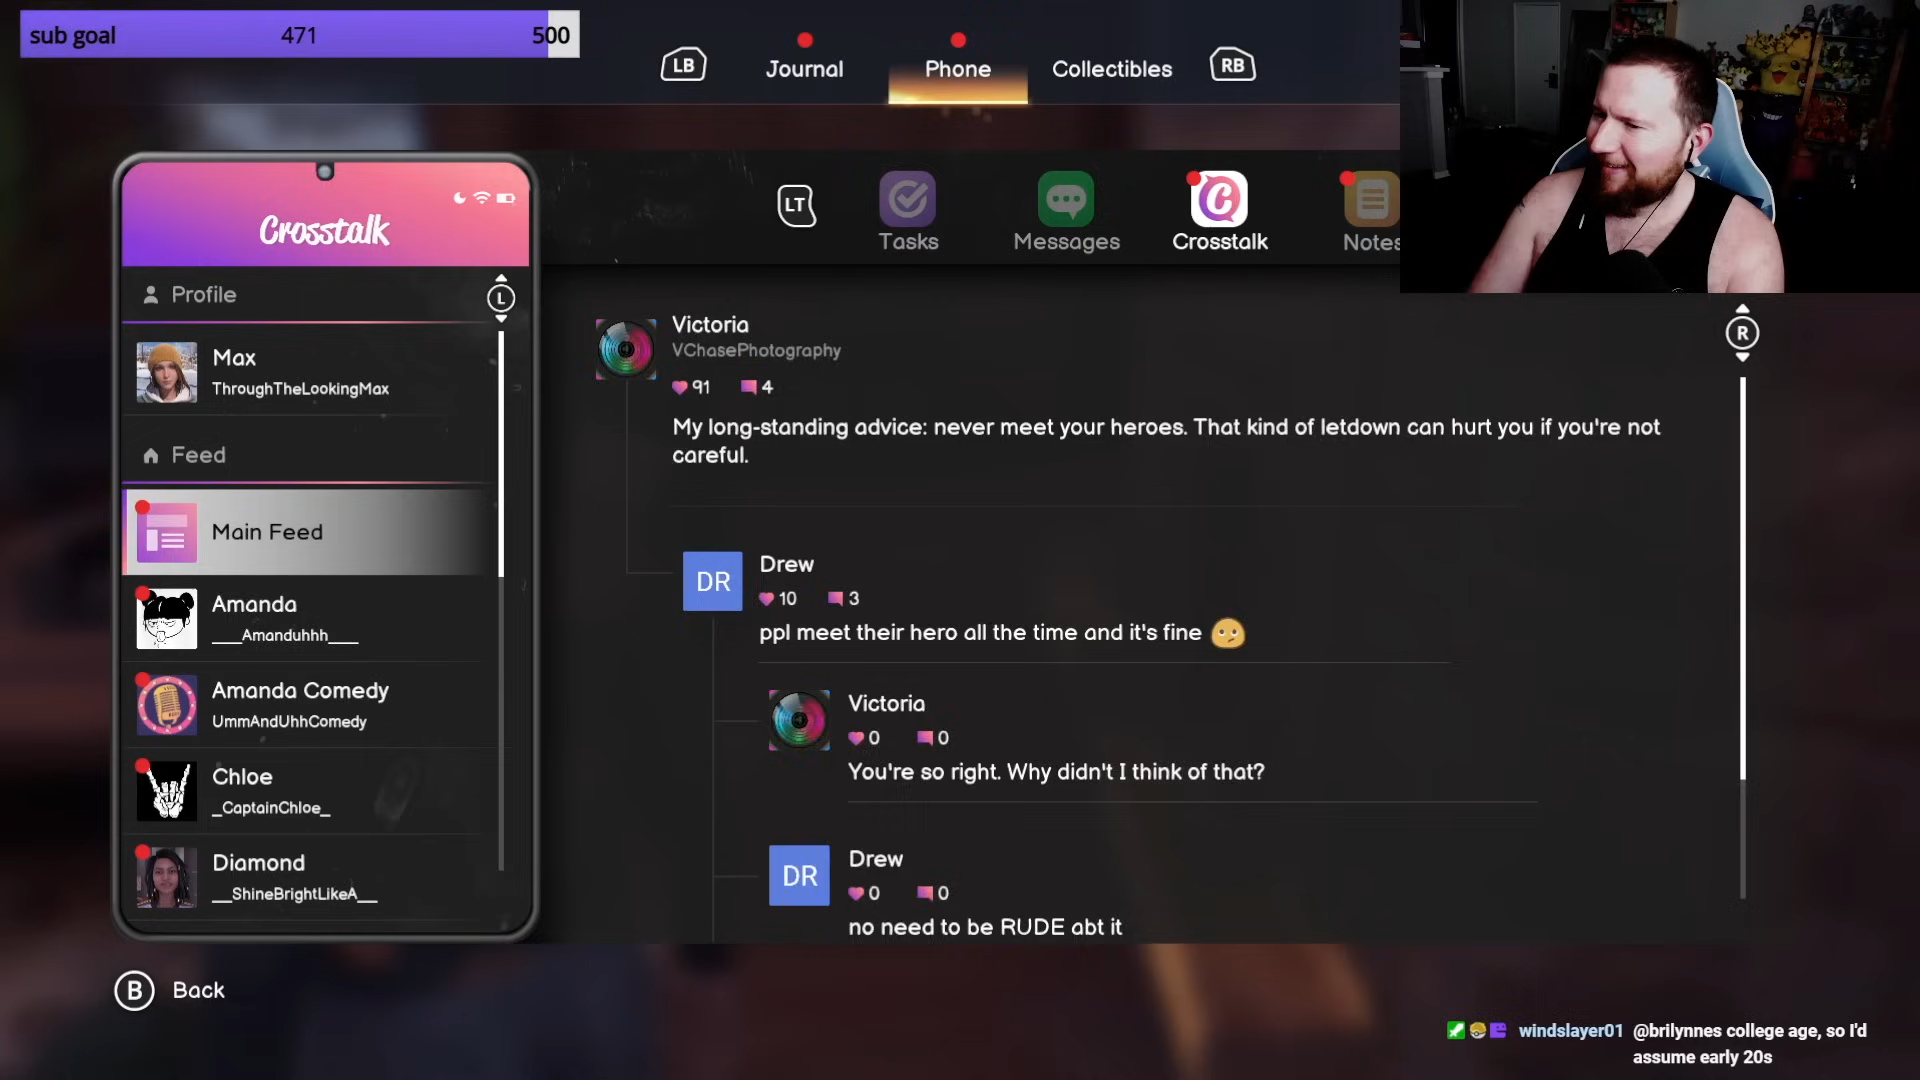 sub goal 471 500
LB Journal Phone Collectibles RB
Crosstalk
LT Tasks Messages Crosstalk Notes
Profile L
Max
ThroughTheLookingMax
Feed
Main Feed
Amanda
____Amanduhhh____
Amanda Comedy
UmmAndUhhComedy
Chloe
_CaptainChloe_
Diamond
__ShineBrightLikeA__
Victoria
VChasePhotography
91 4
My long-standing advice: never meet your heroes. That kind of letdown can hurt you if you're not
careful.
R
DR Drew
10 3
ppl meet their hero all the time and it's fine
Victoria
0 0
You're so right. Why didn't I think of that?
DR Drew
0 0
no need to be RUDE abt it
B Back
windslayer01 @brilynnes college age, so I'd
assume early 20s